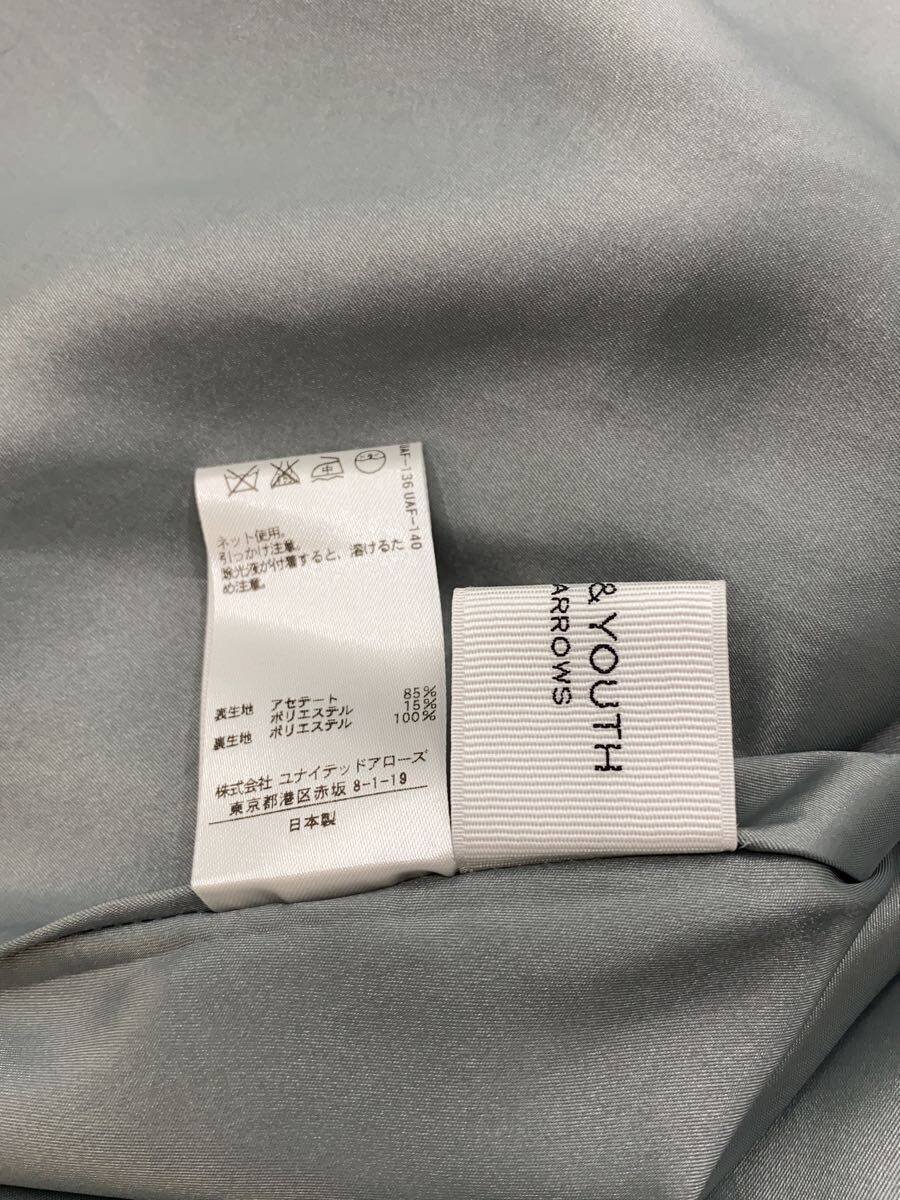 UAF-136 UAF-140
中
ネット使用。
引っかけ注意。
除光液が付着すると、溶けるた
め注意。
表生地 アセテート 85%
ポリエステル 15%
裏生地 ポリエステル 100%
株式会社 ユナイテッドアローズ
東京都港区赤坂 8-1-19
日本製
& YOUTH
ARROWS